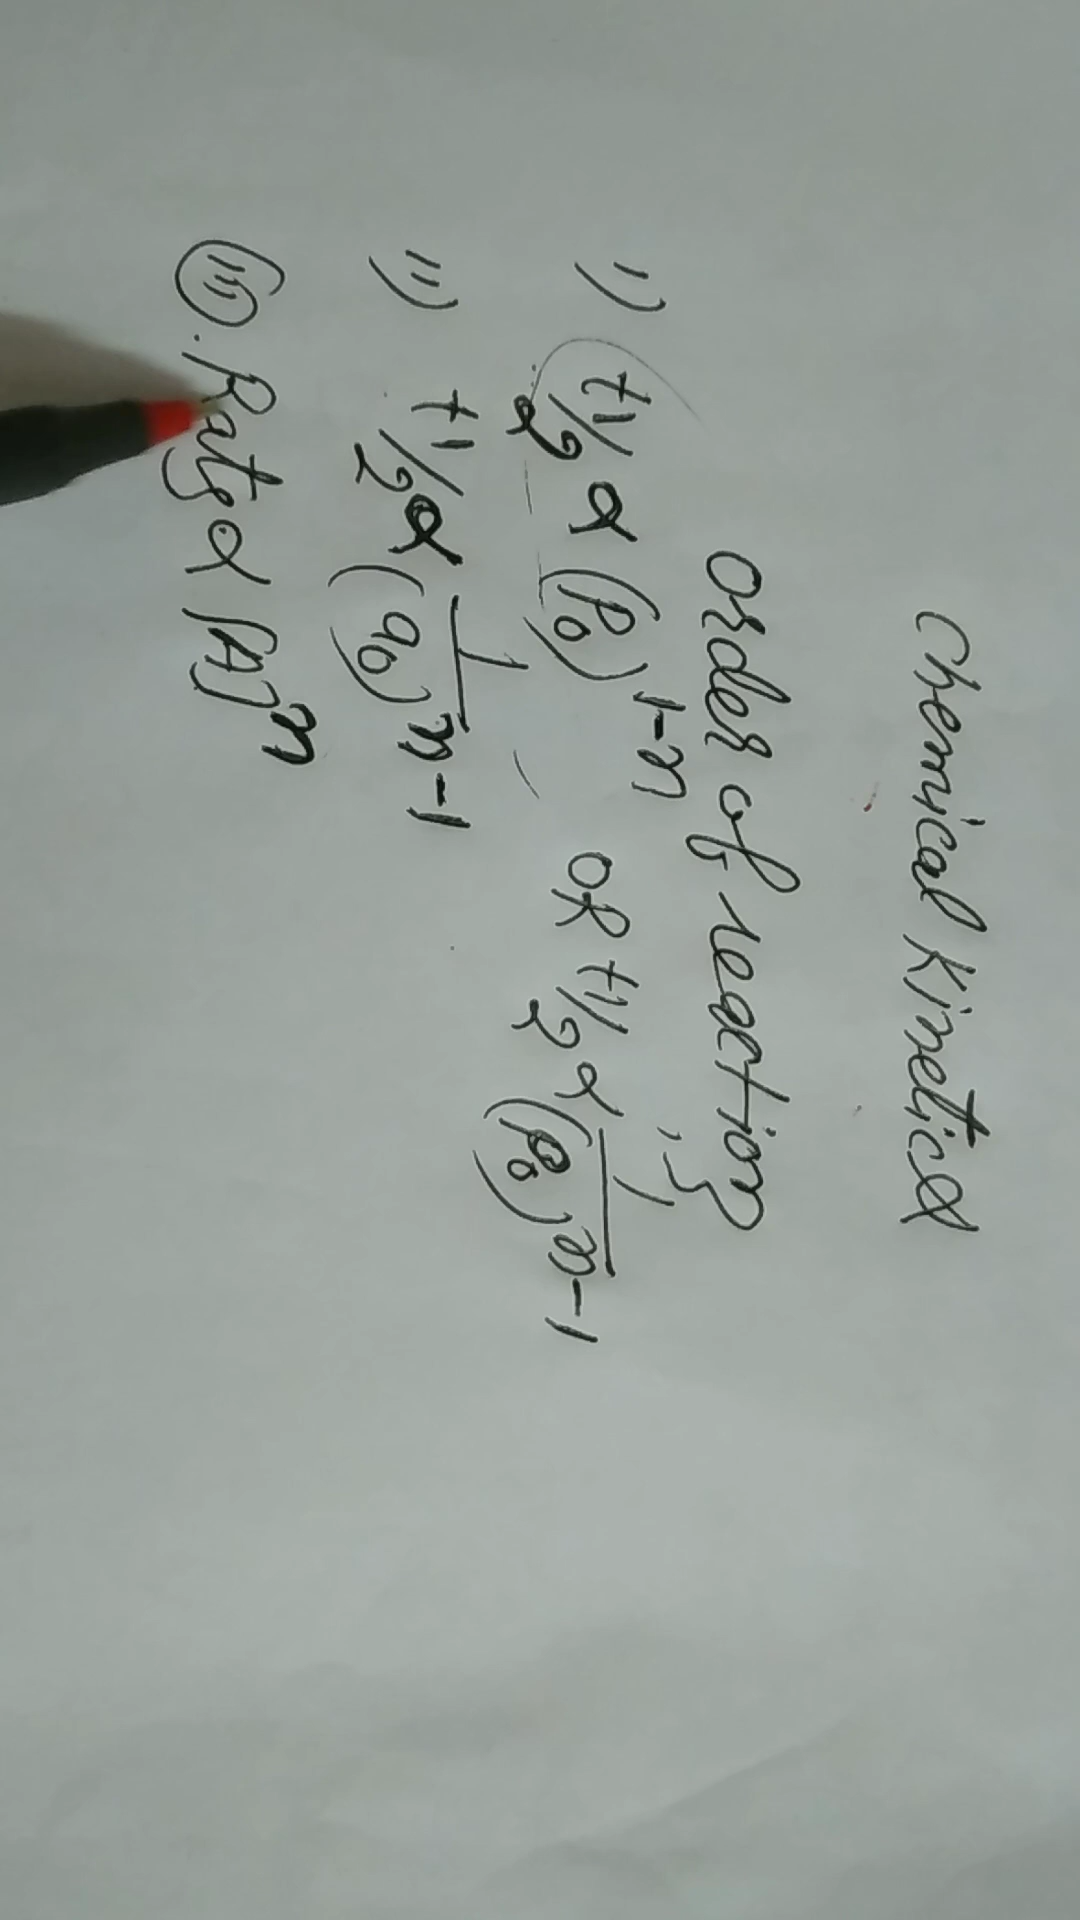 Chemical Kinetics
Order of reaction
i) t1/2 α (P0)^1-n or t1/2 α 1/(P0)^n-1
ii) t1/2 α 1/(a0)^n-1
iii). Rate α [A]^n